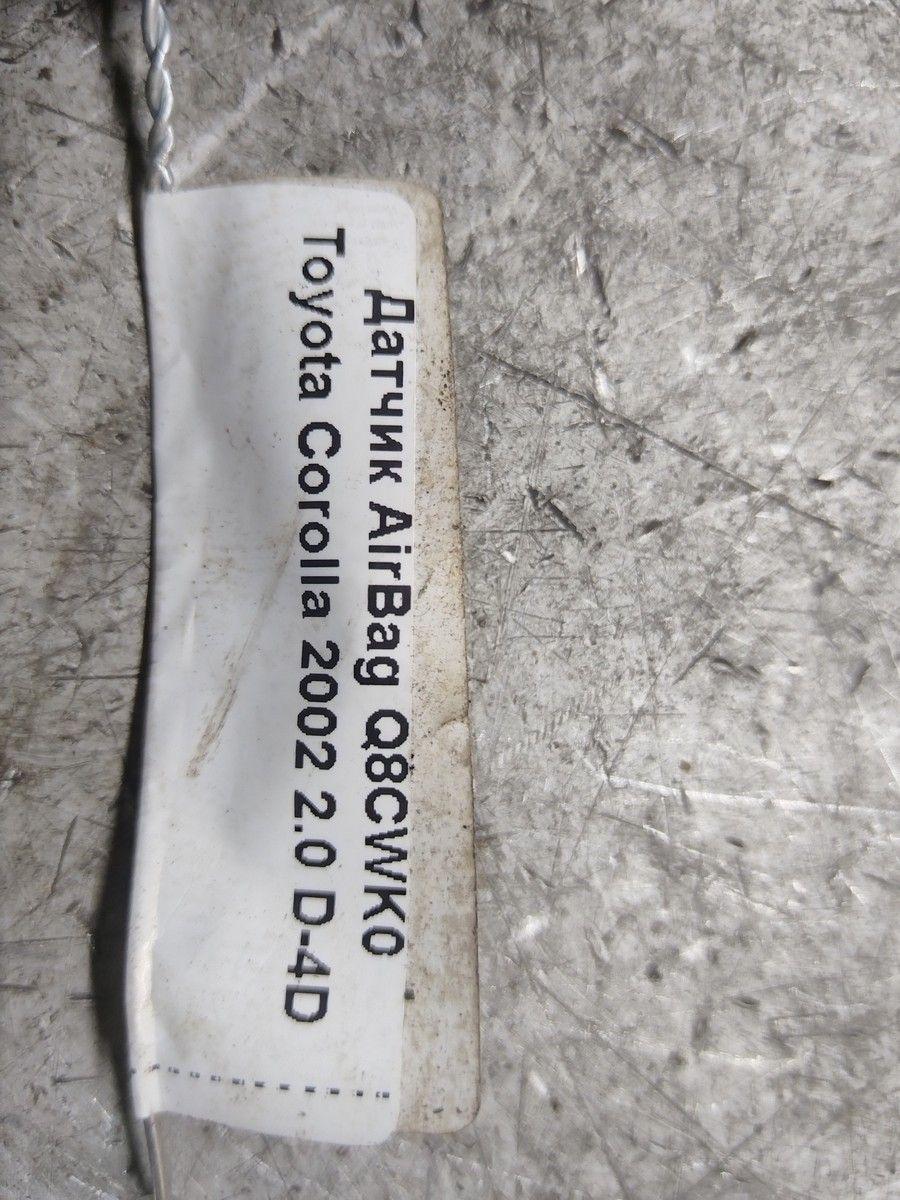 Датчик AirBag Q8CWK0
Toyota Corolla 2002 2.0 D-4D